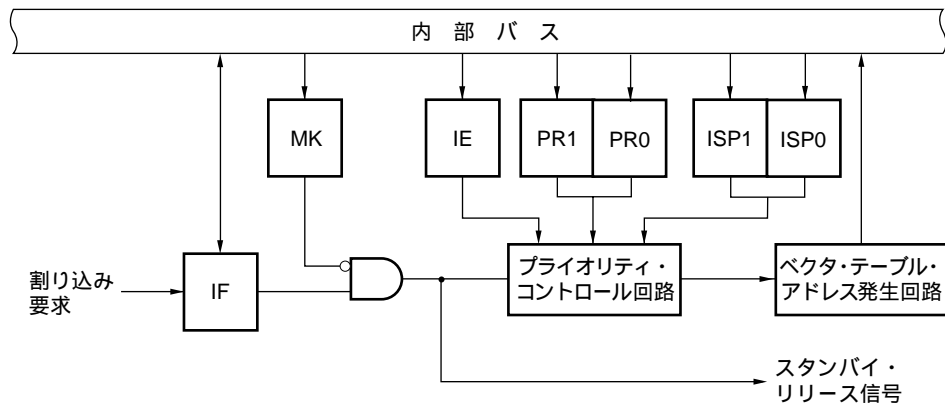 内部バス
MK
IE
PR1
PR0
ISP1
ISP0
割り込み
要求
IF
プライオリティ・
コントロール回路
ベクタ・テーブル・
アドレス発生回路
スタンバイ・
リリース信号